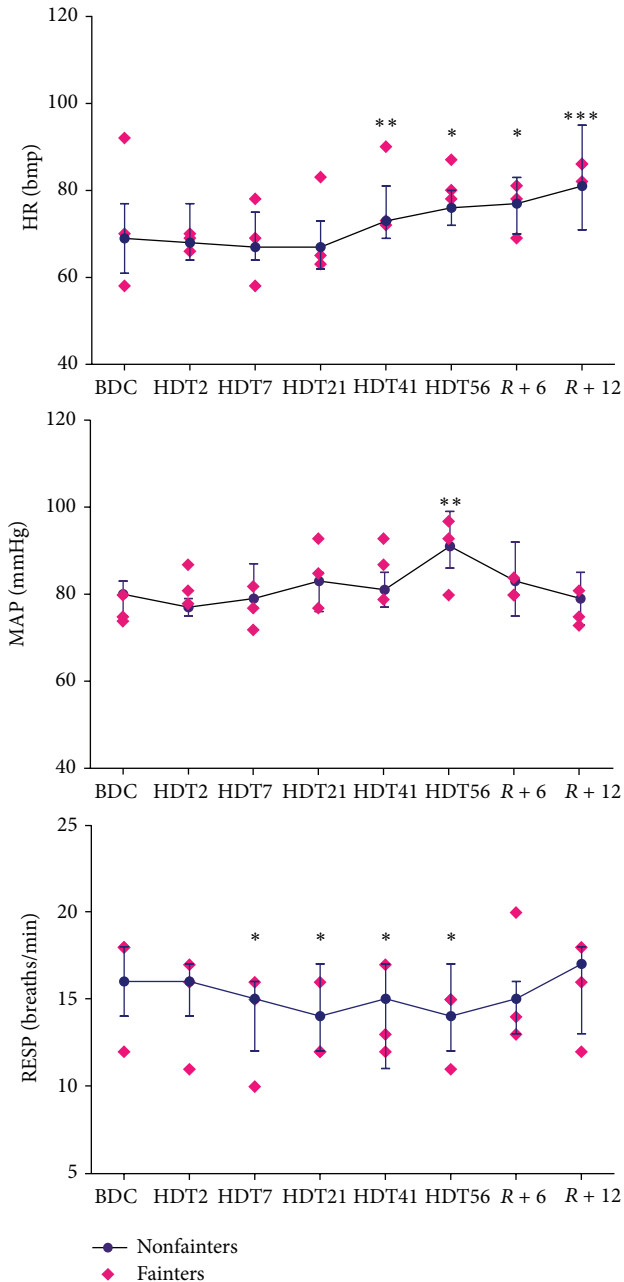 120
100
80
60
40
HR (bmp)
** * * ***
BDC HDT2 HDT7 HDT21 HDT41 HDT56 R + 6 R + 12
120
100
80
60
40
MAP (mmHg)
**
BDC HDT2 HDT7 HDT21 HDT41 HDT56 R + 6 R + 12
25
20
15
10
5
RESP (breaths/min)
* * * *
BDC HDT2 HDT7 HDT21 HDT41 HDT56 R + 6 R + 12
Nonfainters
Fainters